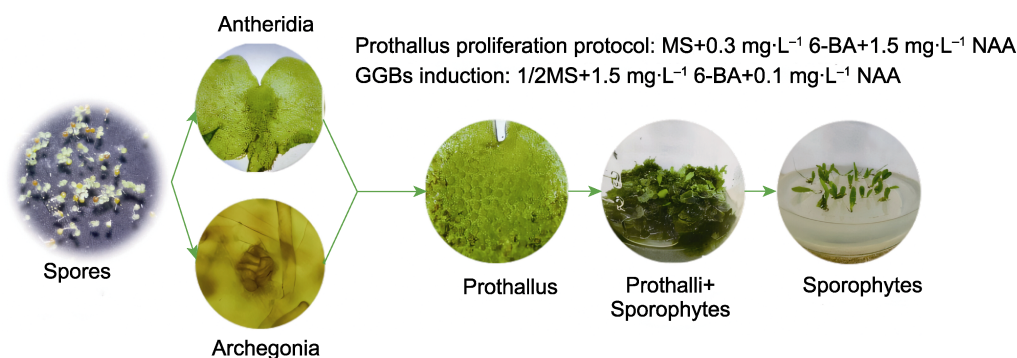 Antheridia
Prothallus proliferation protocol: MS+0.3 mg·L⁻¹ 6-BA+1.5 mg·L⁻¹ NAA
GGBs induction: 1/2MS+1.5 mg·L⁻¹ 6-BA+0.1 mg·L⁻¹ NAA
Spores
Archegonia
Prothallus
Prothalli+
Sporophytes
Sporophytes